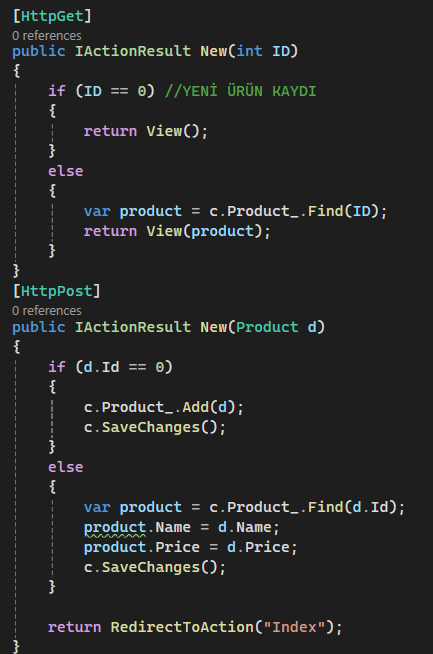 [HttpGet]
0 references
public IActionResult New(int ID)
{
    if (ID == 0) //YENİ ÜRÜN KAYDI
    {
        return View();
    }
    else
    {
        var product = c.Product_.Find(ID);
        return View(product);
    }
}
[HttpPost]
0 references
public IActionResult New(Product d)
{
    if (d.Id == 0)
    {
        c.Product_.Add(d);
        c.SaveChanges();
    }
    else
    {
        var product = c.Product_.Find(d.Id);
        product.Name = d.Name;
        product.Price = d.Price;
        c.SaveChanges();
    }

    return RedirectToAction("Index");
}